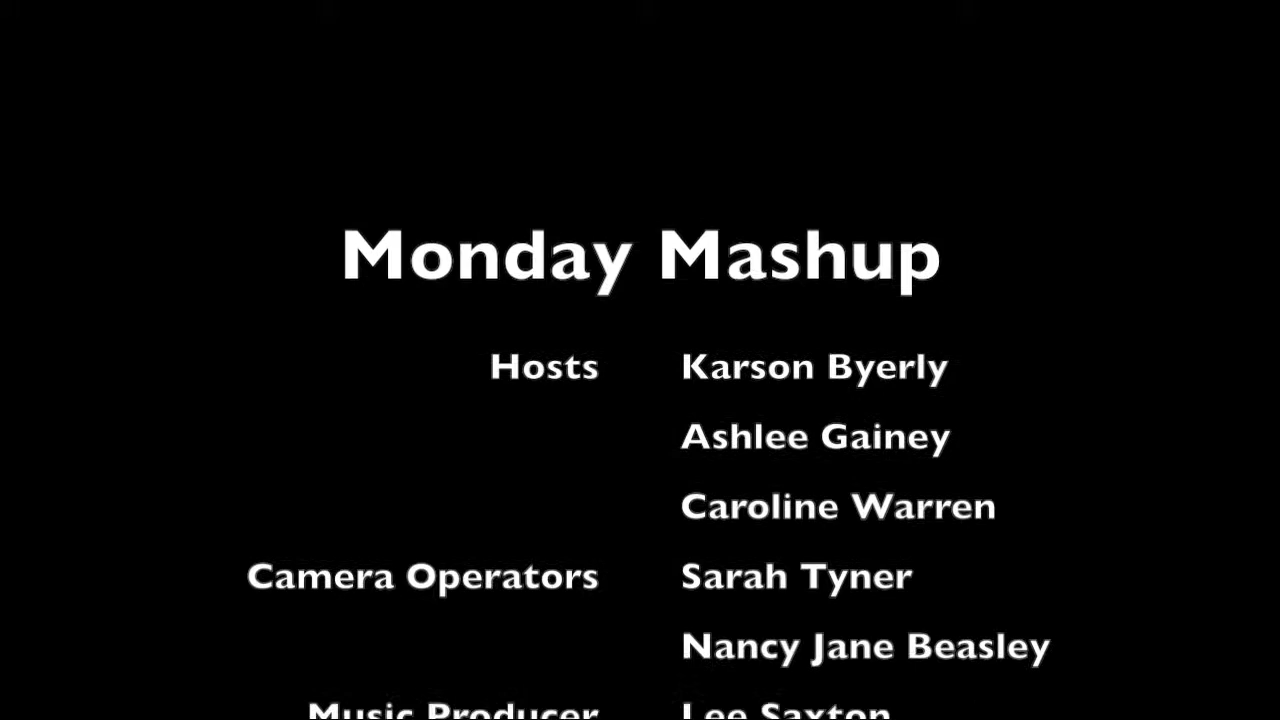 Monday Mashup
Hosts Karson Byerly
Ashlee Gainey
Caroline Warren
Camera Operators Sarah Tyner
Nancy Jane Beasley
Music Producer Lee Saxton